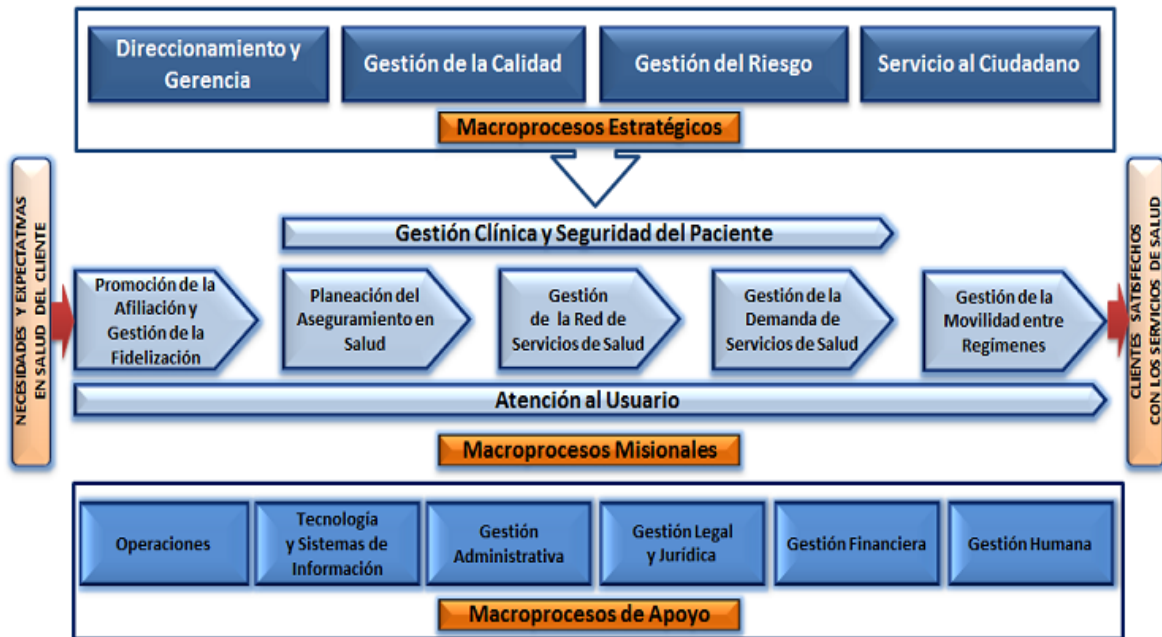 Direccionamiento y
Gerencia
Gestión de la Calidad
Gestión del Riesgo
Servicio al Ciudadano
Macroprocesos Estratégicos
NECESIDADES Y EXPECTATIVAS
EN SALUD DEL CLIENTE
Gestión Clínica y Seguridad del Paciente
Promoción de la
Afiliación y
Gestión de la
Fidelización
Planeación del
Aseguramiento en
Salud
Gestión
de la Red de
Servicios de Salud
Gestión de la
Demanda de
Servicios de Salud
Gestión de la
Movilidad entre
Regímenes
CLIENTES SATISFECHOS
CON LOS SERVICIOS DE SALUD
Atención al Usuario
Macroprocesos Misionales
Operaciones
Tecnología
y Sistemas de
Información
Gestión
Administrativa
Gestión Legal
y Jurídica
Gestión Financiera
Gestión Humana
Macroprocesos de Apoyo